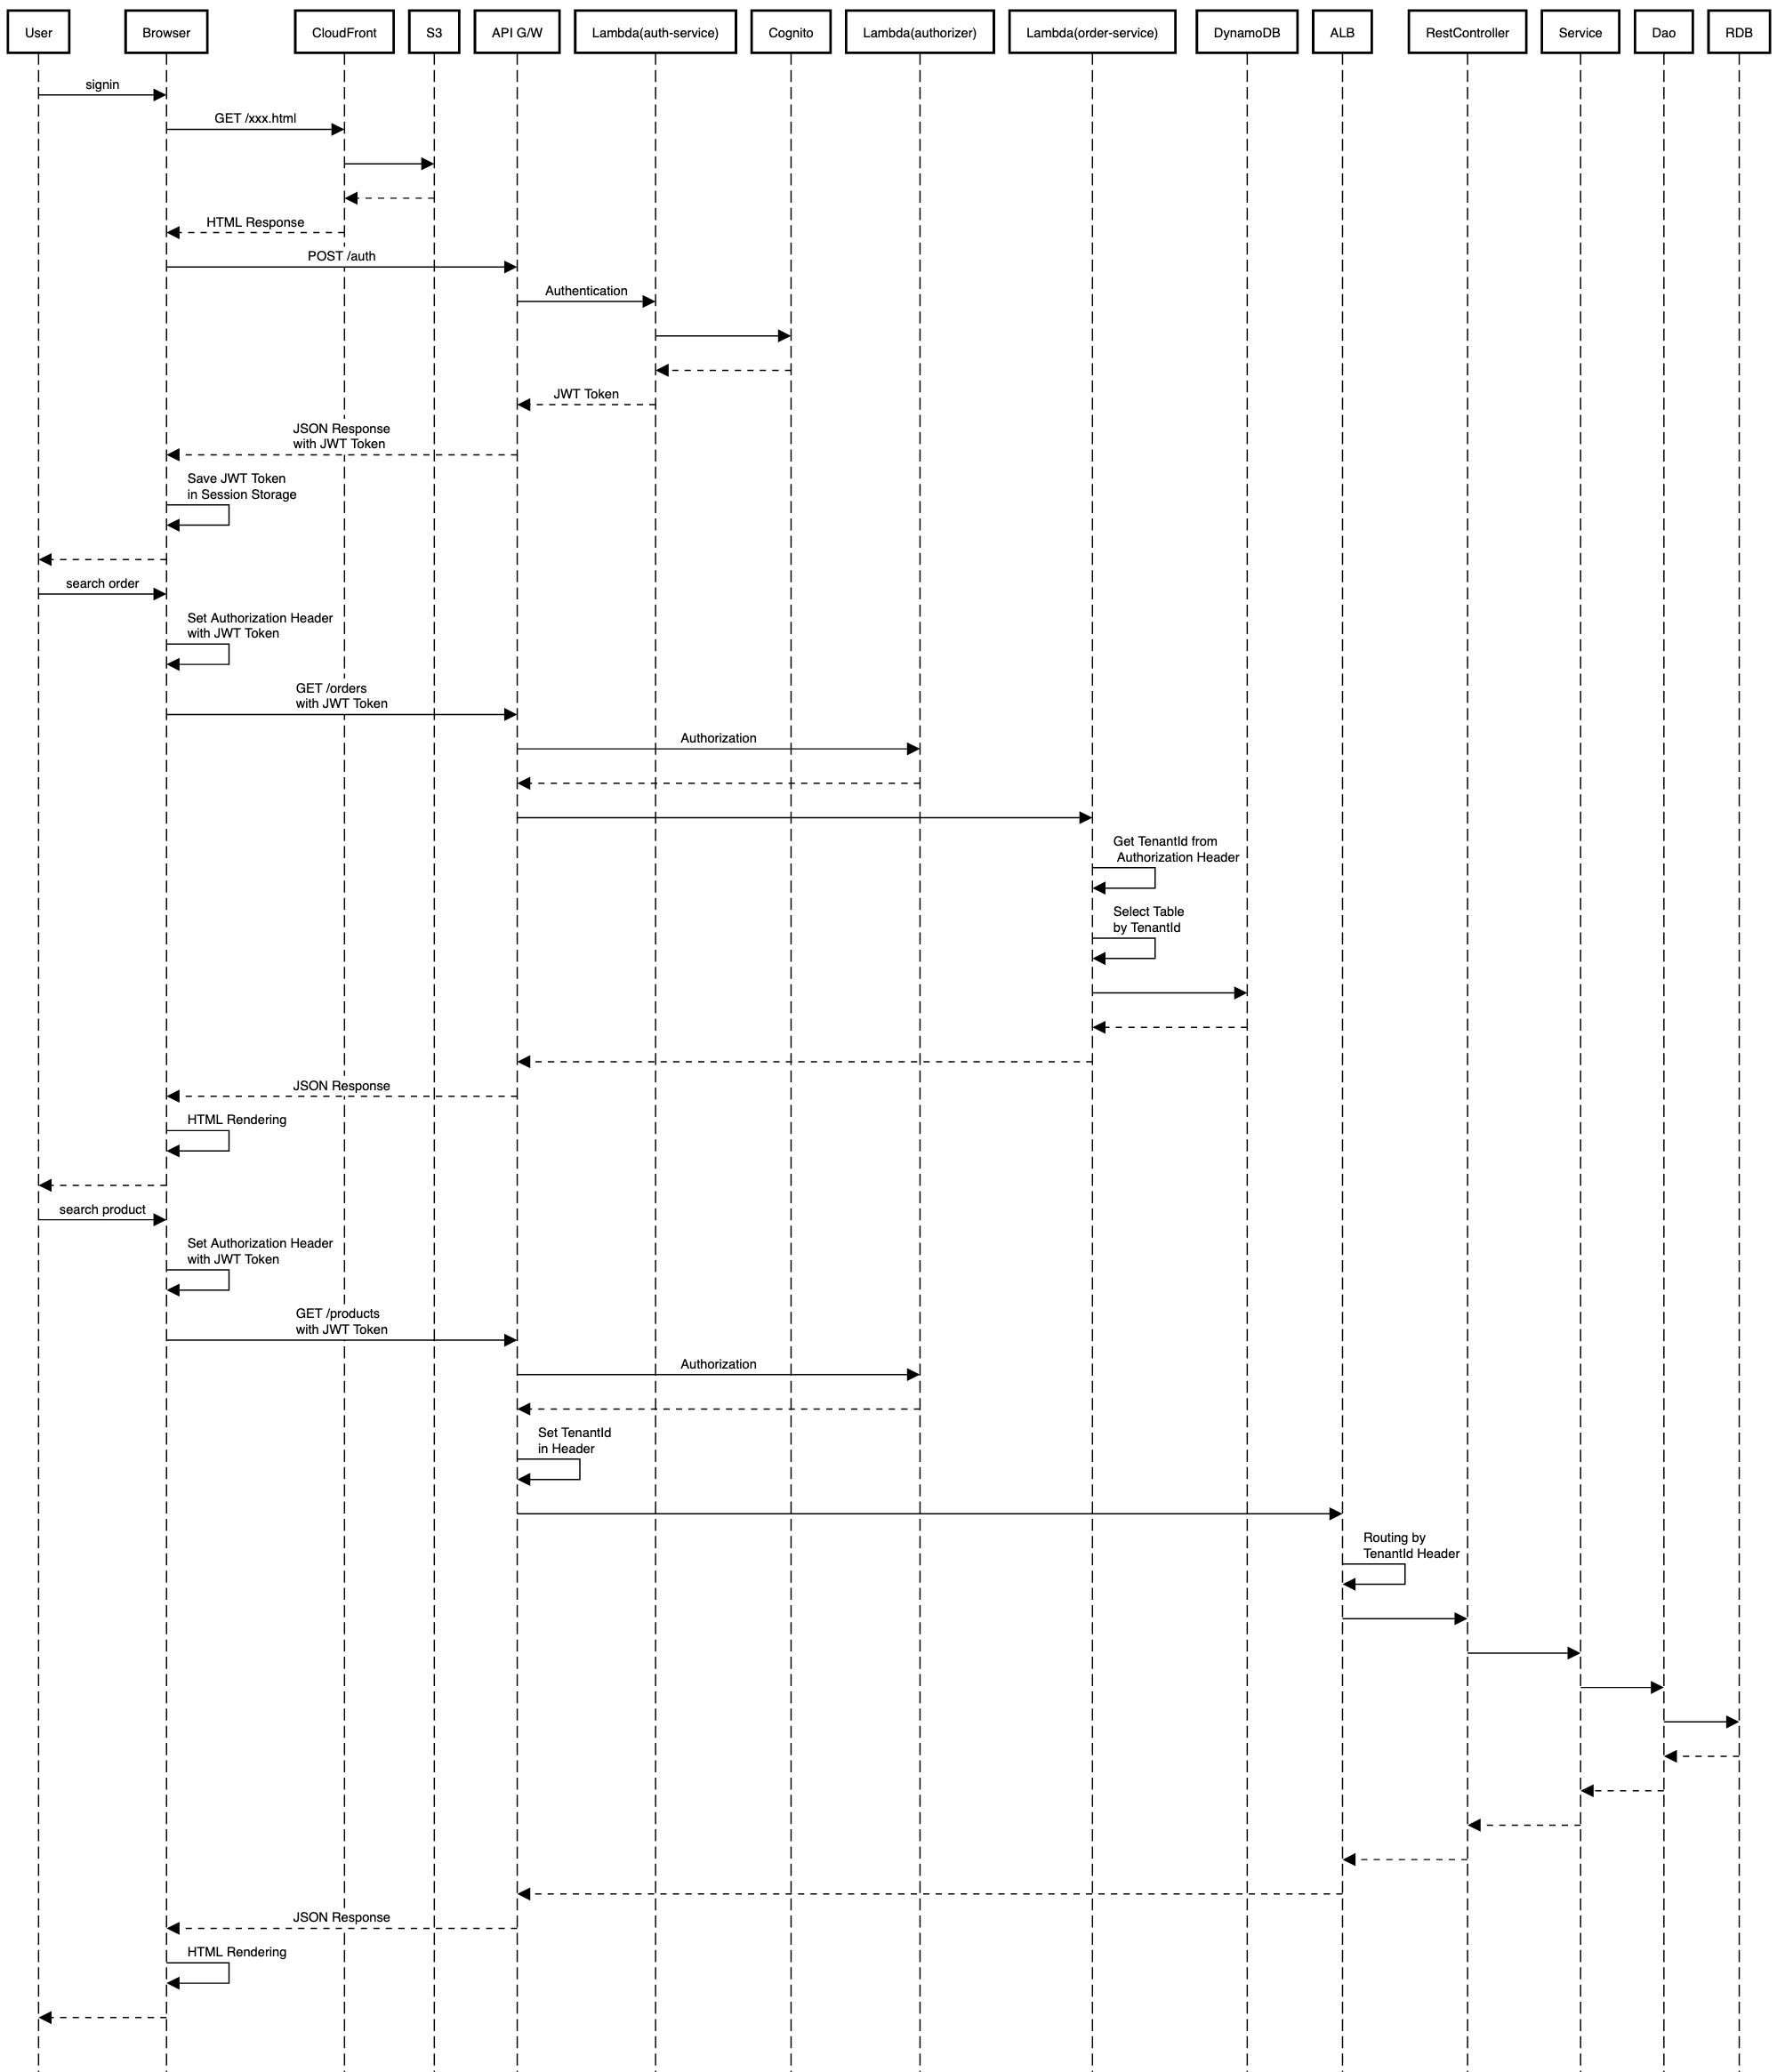 User
Browser
CloudFront
S3
API G/W
Lambda(auth-service)
Cognito
Lambda(authorizer)
Lambda(order-service)
DynamoDB
ALB
RestController
Service
Dao
RDB
signin
GET /xxx.html
HTML Response
POST /auth
Authentication
JWT Token
JSON Response
with JWT Token
Save JWT Token
in Session Storage
search order
Set Authorization Header
with JWT Token
GET /orders
with JWT Token
Authorization
Get TenantId from
Authorization Header
Select Table
by TenantId
JSON Response
HTML Rendering
search product
Set Authorization Header
with JWT Token
GET /products
with JWT Token
Authorization
Set TenantId
in Header
Routing by
TenantId Header
JSON Response
HTML Rendering